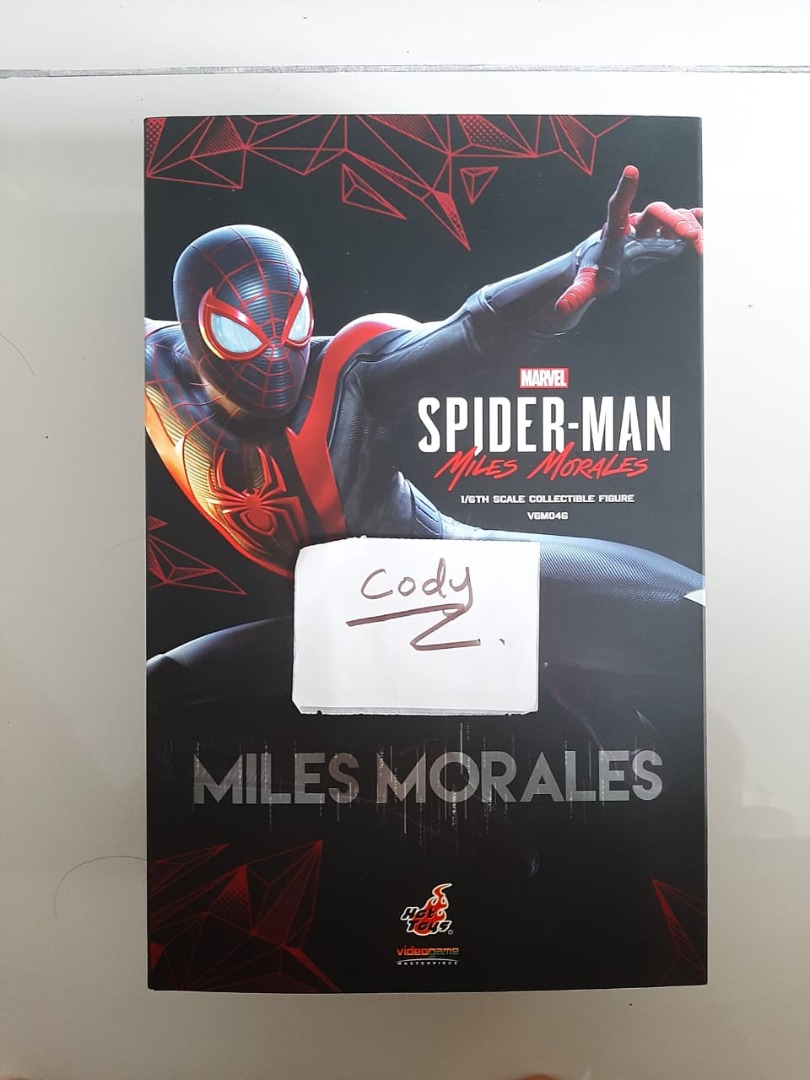 MARVEL
SPIDER-MAN
MILES MORALES
1/6TH SCALE COLLECTIBLE FIGURE
VGM046
Cody
MILES MORALES
HOT
TOYS
videogame
MASTERPIECE